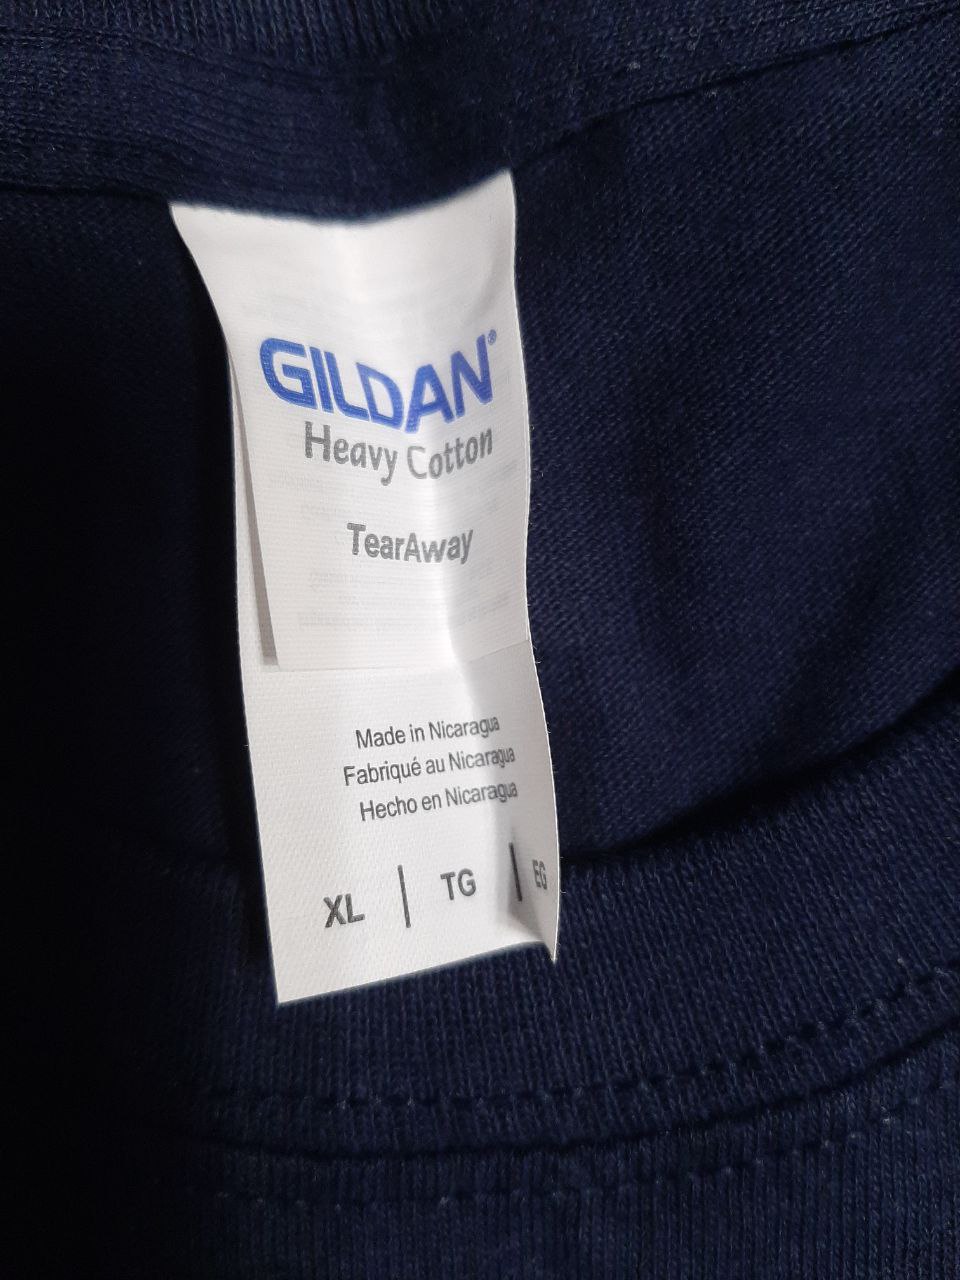 GILDAN®
Heavy Cotton
TearAway
Made in Nicaragua
Fabriqué au Nicaragua
Hecho en Nicaragua
XL | TG | EG